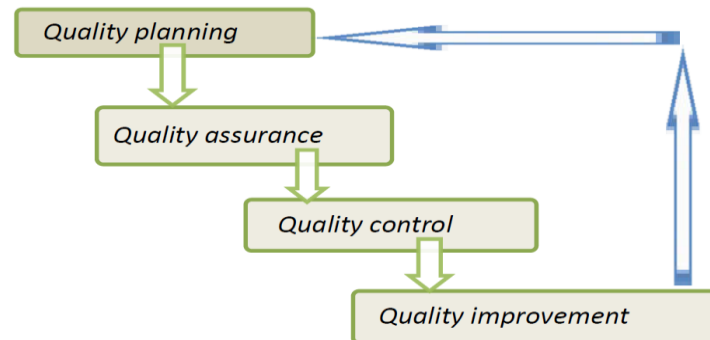 Quality planning
Quality assurance
Quality control
Quality improvement